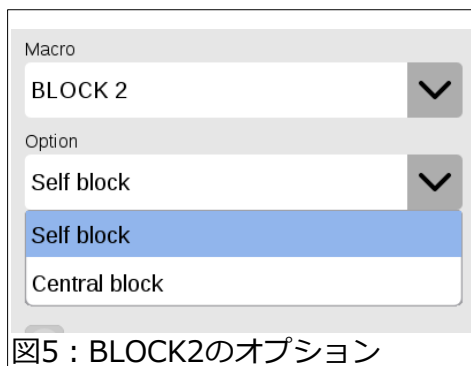 Macro
BLOCK 2
Option
Self block
Self block
Central block
図5：BLOCK2のオプション